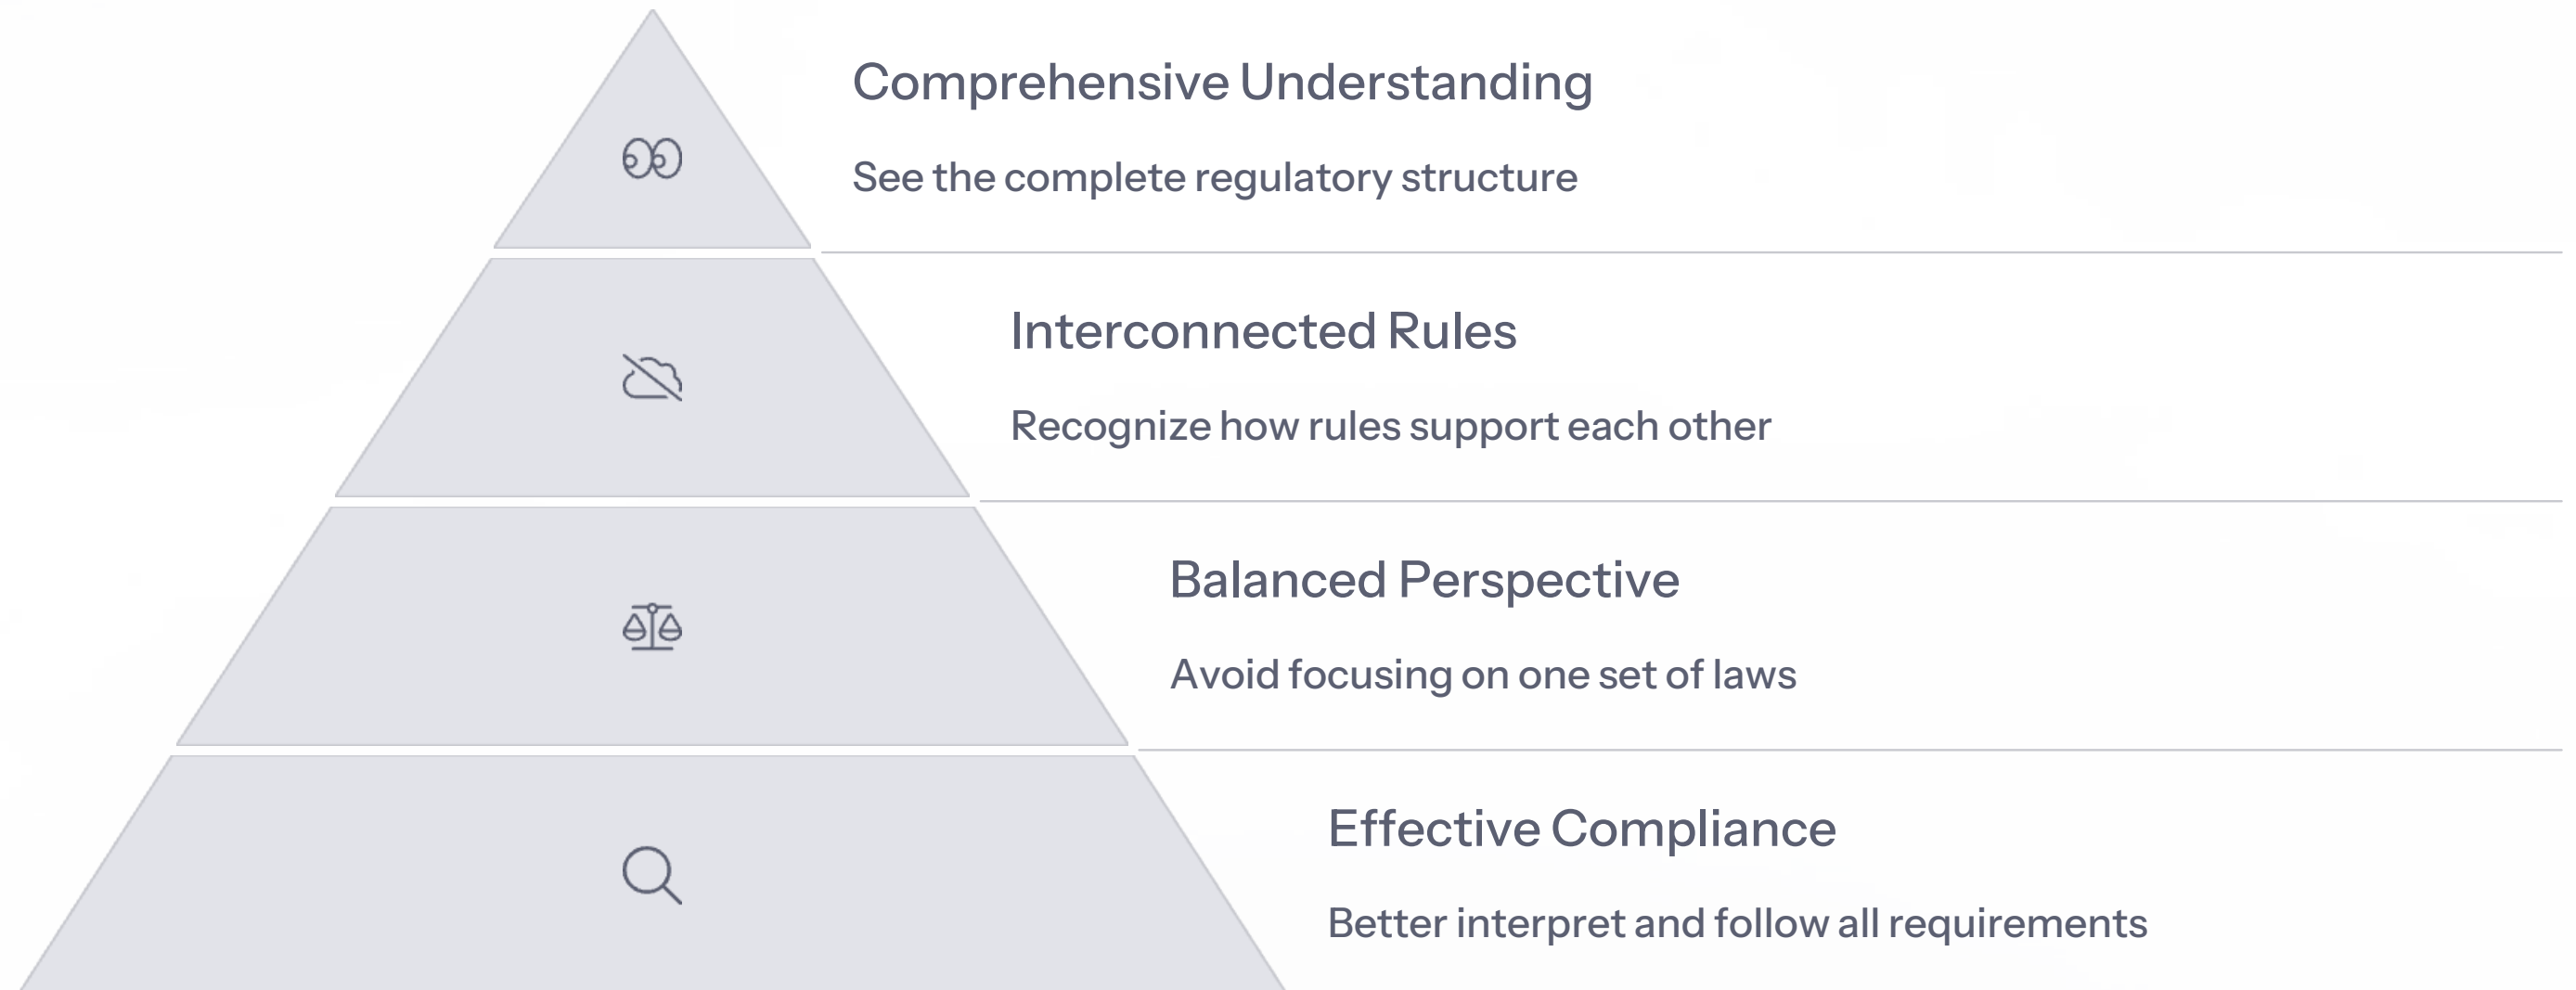 Comprehensive Understanding
See the complete regulatory structure
Interconnected Rules
Recognize how rules support each other
Balanced Perspective
Avoid focusing on one set of laws
Effective Compliance
Better interpret and follow all requirements